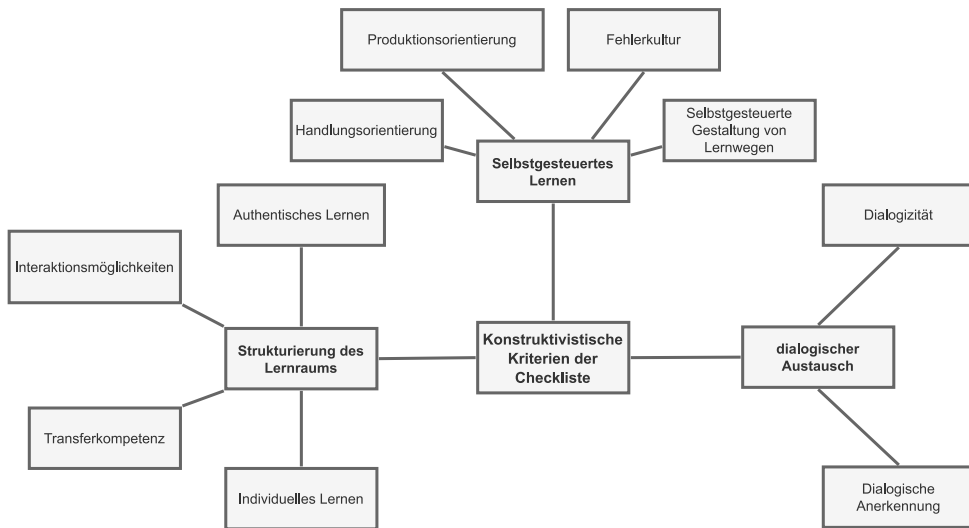 Produktionsorientierung
Fehlerkultur
Handlungsorientierung
Selbstgesteuerte
Gestaltung von
Lernwegen
Selbstgesteuertes
Lernen
Authentisches Lernen
Dialogizität
Interaktionsmöglichkeiten
Strukturierung des
Lernraums
Konstruktivistische
Kriterien der
Checkliste
dialogischer
Austausch
Transferkompetenz
Individuelles Lernen
Dialogische
Anerkennung